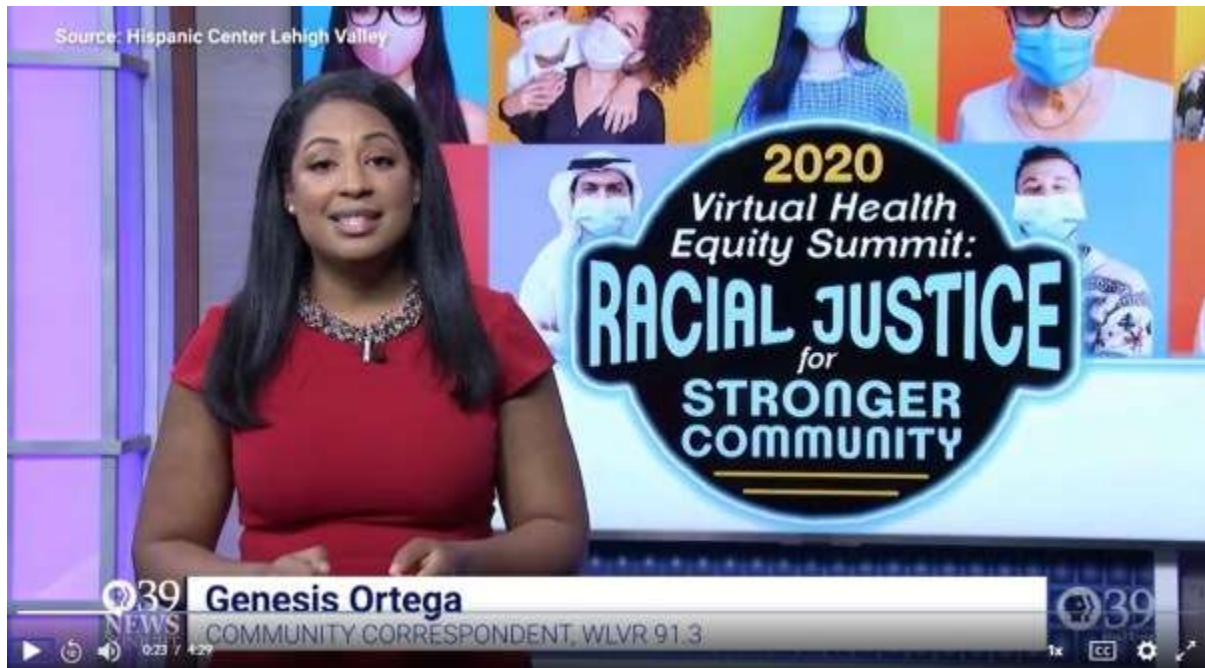 Source: Hispanic Center Lehigh Valley
2020
Virtual Health
Equity Summit:
RACIAL JUSTICE
for
STRONGER
COMMUNITY
39
NEWS
Genesis Ortega
COMMUNITY CORRESPONDENT, WLVR 91.3
39
0:23 / 4:29
1x
CC